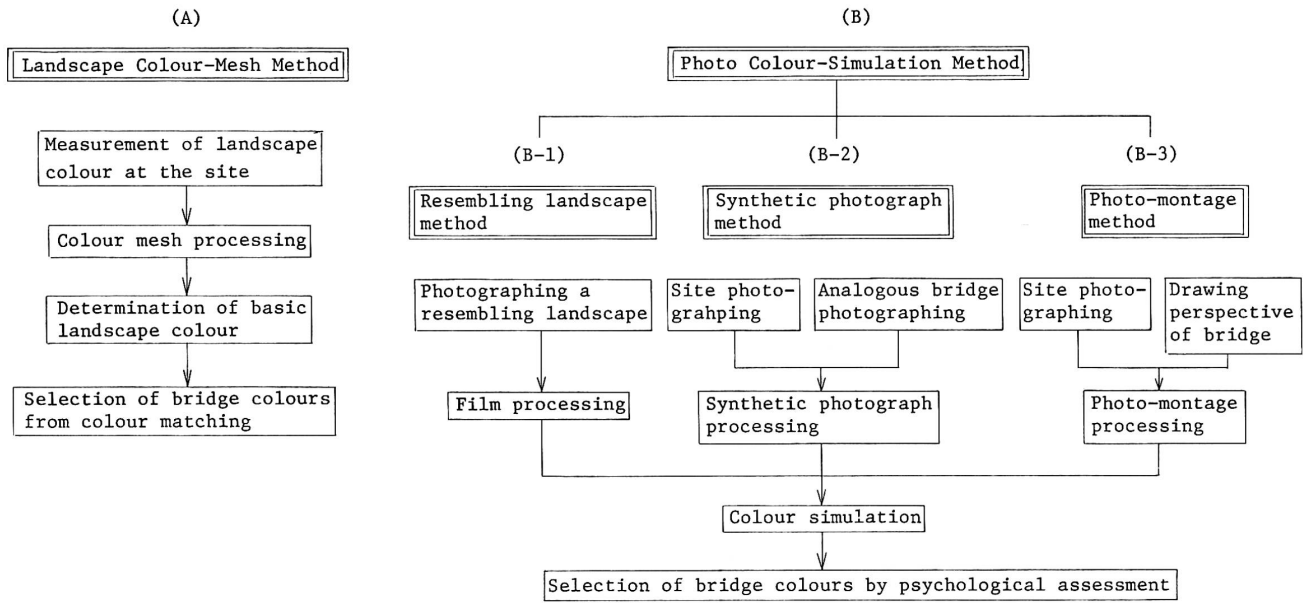 (A)
Landscape Colour-Mesh Method
Measurement of landscape
colour at the site
Colour mesh processing
Determination of basic
landscape colour
Selection of bridge colours
from colour matching
(B)
Photo Colour-Simulation Method
(B-1)
Resembling landscape
method
Photographing a
resembling landscape
Film processing
(B-2)
Synthetic photograph
method
Site photo-
grahping
Analogous bridge
photographing
Synthetic photograph
processing
(B-3)
Photo-montage
method
Site photo-
graphing
Drawing
perspective
of bridge
Photo-montage
processing
Colour simulation
Selection of bridge colours by psychological assessment